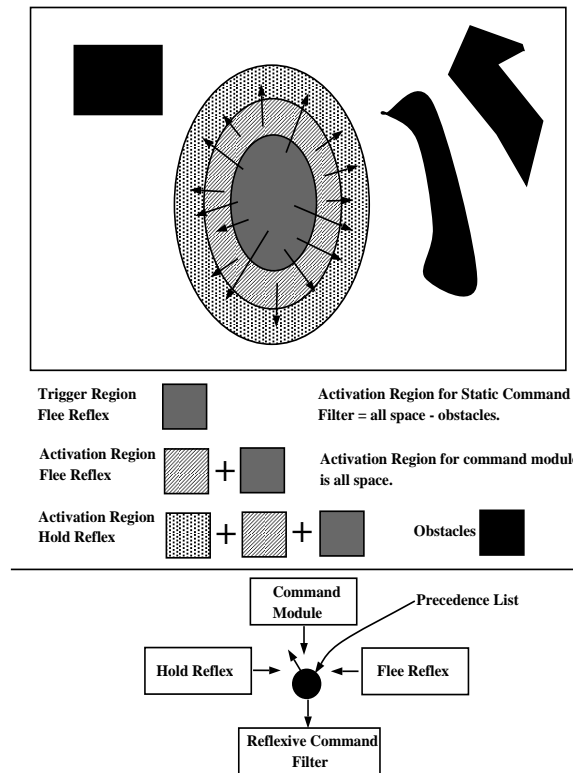 Trigger Region
Flee Reflex
Activation Region for Static Command
Filter = all space - obstacles.
Activation Region
Flee Reflex
+
Activation Region for command module
is all space.
Activation Region
Hold Reflex
+
+
Obstacles
Command
Module
Precedence List
Hold Reflex
Flee Reflex
Reflexive Command
Filter